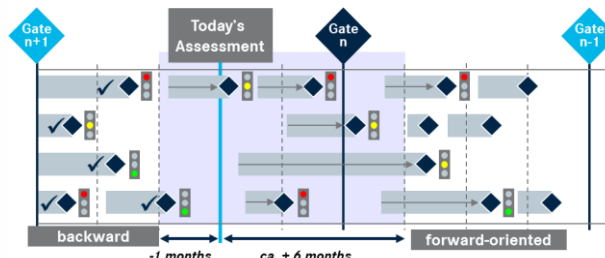 Gate
n+1
Today's
Assessment
Gate
n
Gate
n-1
backward
-1 months
ca. + 6 months
forward-oriented